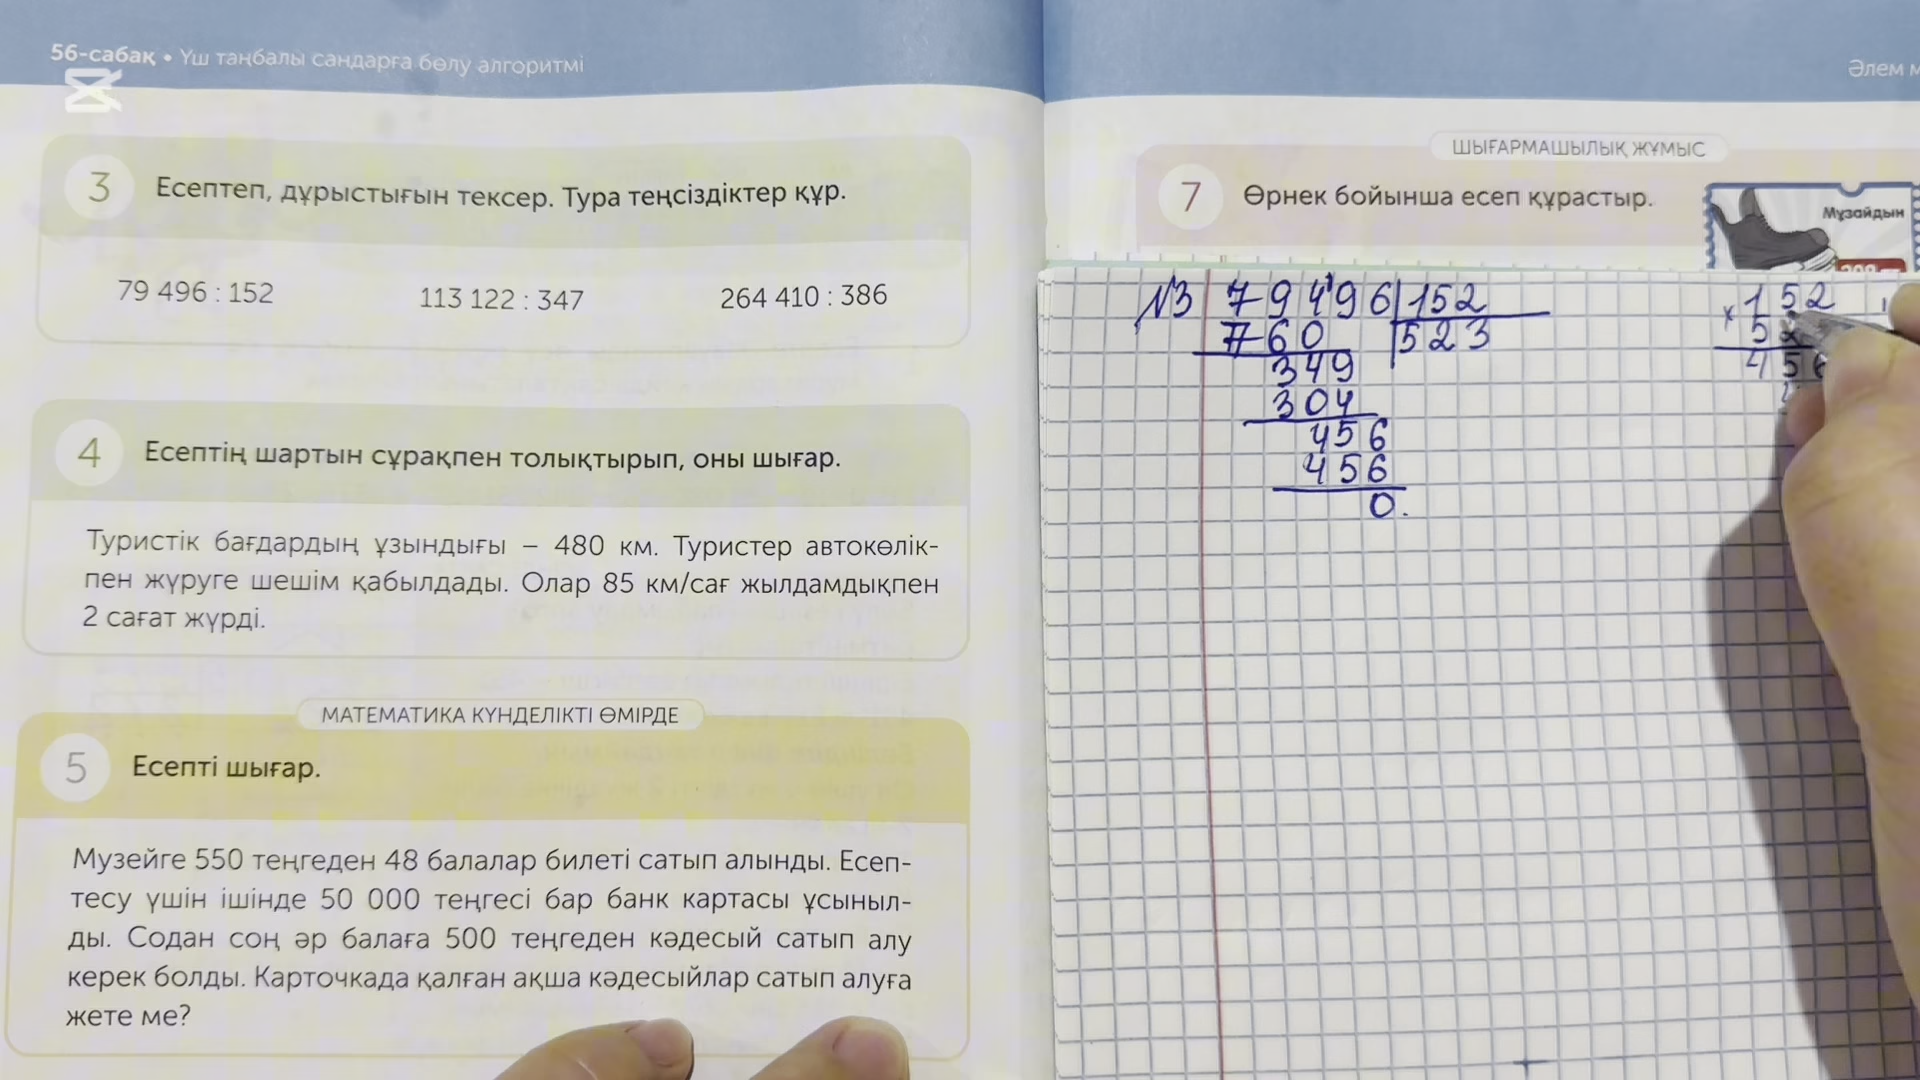 56-сабақ • Үш таңбалы сандарға бөлу алгоритмі
3 Есептеп, дұрыстығын тексер. Тура теңсіздіктер құр.
79 496 : 152 113 122 : 347 264 410 : 386
4 Есептің шартын сұрақпен толықтырып, оны шығар.
Туристік бағдардың ұзындығы – 480 км. Туристер автокөлік-
пен жүруге шешім қабылдады. Олар 85 км/сағ жылдамдықпен
2 сағат жүрді.
МАТЕМАТИКА КҮНДЕЛІКТІ ӨМІРДЕ
5 Есепті шығар.
Музейге 550 теңгеден 48 балалар билеті сатып алынды. Есеп-
тесу үшін ішінде 50 000 теңгесі бар банк картасы ұсыныл-
ды. Содан соң әр балаға 500 теңгеден кәдесый сатып алу
керек болды. Карточкада қалған ақша кәдесыйлар сатып алуға
жете ме?
Әлем
ШЫҒАРМАШЫЛЫҚ ЖҰМЫС
7 Өрнек бойынша есеп құрастыр.
Мұзайдын
№3 79496 152
760 523
349
304
456
456
0.
× 152
52
456